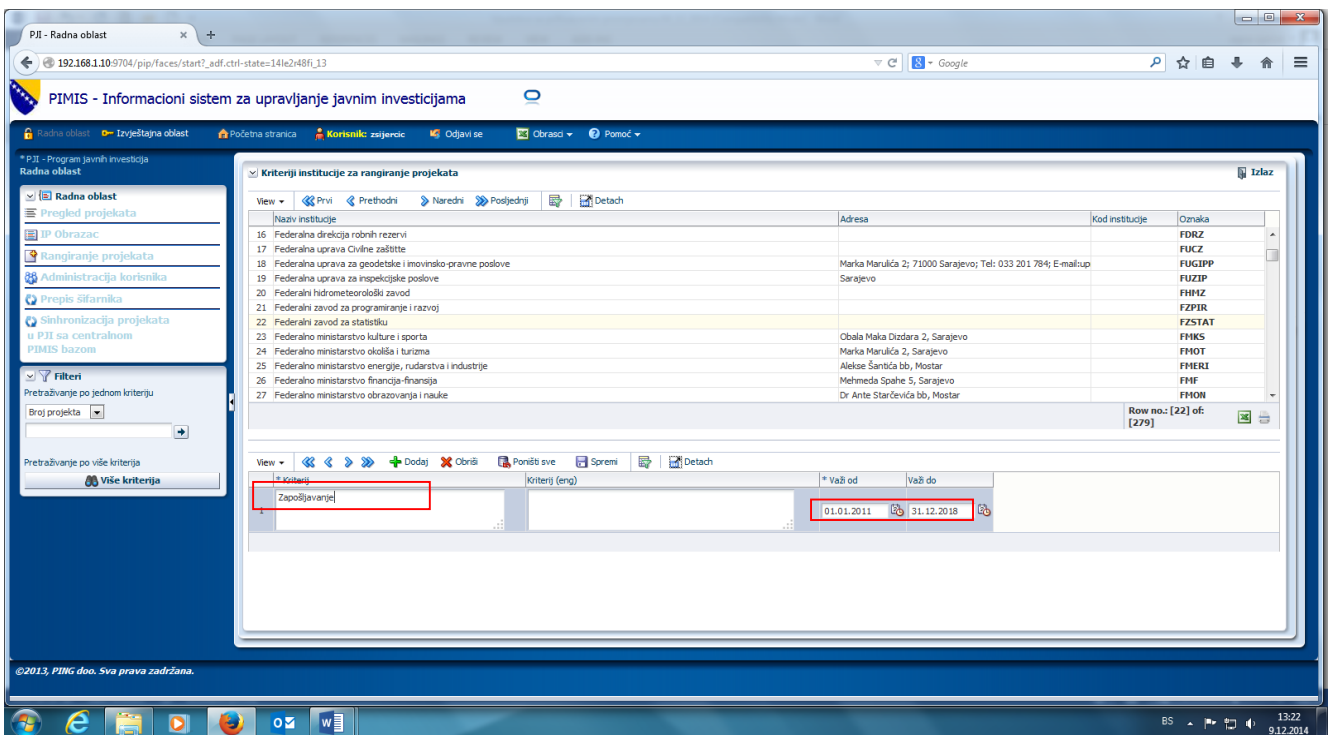 PJI - Radna oblast
192.168.1.10:9704/pip/faces/start?_adf.ctrl-state=14le2r48fi_13
Google
PIMIS - Informacioni sistem za upravljanje javnim investicijama
Radna oblast Izvještajna oblast Početna stranica Korisnik: zsijercic Odjavi se Obrasci Pomoć
* PJI - Program javnih investicija
Radna oblast
Radna oblast
Pregled projekata
IP Obrazac
Rangiranje projekata
Administracija korisnika
Prepis šifarnika
Sinhronizacija projekata
u PJI sa centralnom
PIMIS bazom
Filteri
Pretraživanje po jednom kriteriju
Broj projekta
Pretraživanje po više kriterija
Više kriterija
Kriteriji institucije za rangiranje projekata Izlaz
View Prvi Prethodni Naredni Posljednji Detach
Naziv institucije Adresa Kod institucije Oznaka
16 Federalna direkcija robnih rezervi FDRZ
17 Federalna uprava Civilne zaštitte FUCZ
18 Federalna uprava za geodetske i imovinsko-pravne poslove Marka Marulića 2; 71000 Sarajevo; Tel: 033 201 784; E-mail:up FUGIPP
19 Federalna uprava za inspekcijske poslove Sarajevo FUZIP
20 Federalni hidrometeorološki zavod FHMZ
21 Federalni zavod za programiranje i razvoj FZPIR
22 Federalni zavod za statistiku FZSTAT
23 Federalno ministarstvo kulture i sporta Obala Maka Dizdara 2, Sarajevo FMKS
24 Federalno ministarstvo okoliša i turizma Marka Marulića 2, Sarajevo FMOT
25 Federalno ministarstvo energije, rudarstva i industrije Alekse Šantića bb, Mostar FMERI
26 Federalno ministarstvo financija-finansija Mehmeda Spahe 5, Sarajevo FMF
27 Federalno ministarstvo obrazovanja i nauke Dr Ante Starčevića bb, Mostar FMON
Row no.: [22] of:
[279]
View Dodaj Obriši Poništi sve Spremi Detach
* Kriterij Kriterij (eng) * Važi od Važi do
1 Zapošljavanje 01.01.2011 31.12.2018
©2013, PING doo. Sva prava zadržana.
BS 13:22
9.12.2014